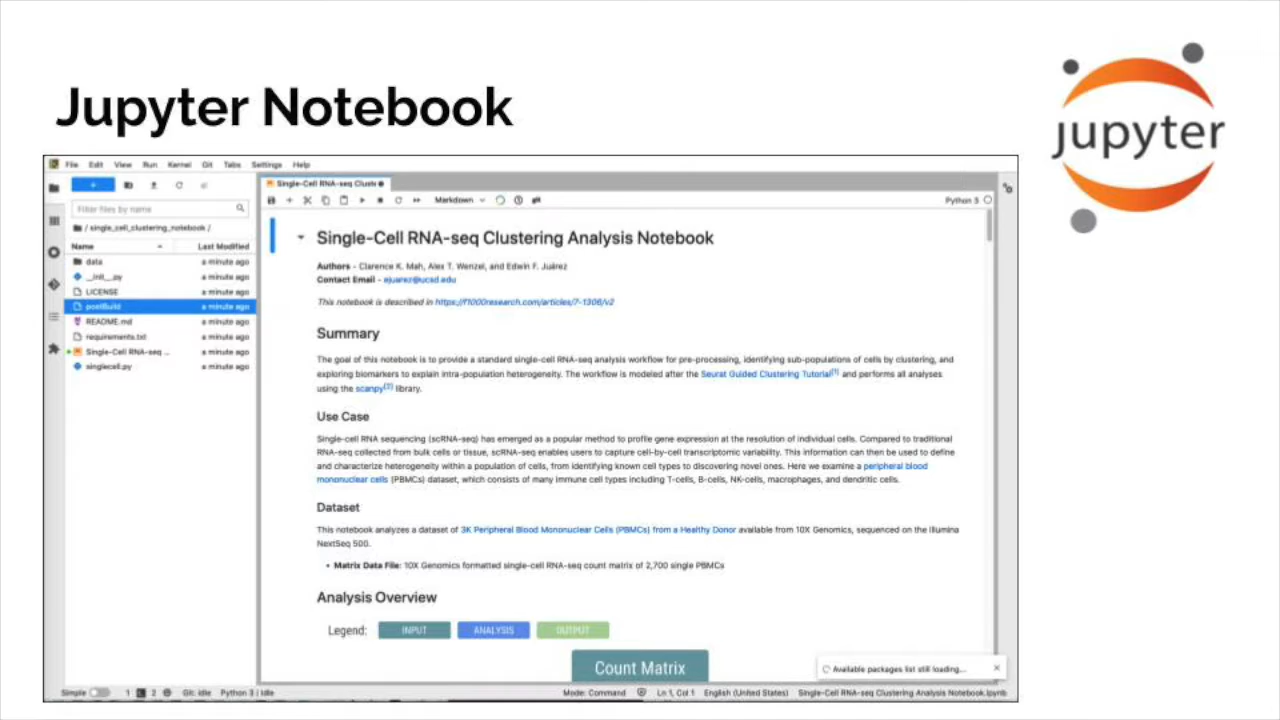 Jupyter Notebook
jupyter
File Edit View Run Kernel Git Tabs Settings Help
Single-Cell RNA-seq Cluste
Filter files by name
Markdown
Python 3
/ single_cell_clustering_notebook /
Name Last Modified
data a minute ago
__init__.py a minute ago
LICENSE a minute ago
postBuild a minute ago
README.md a minute ago
requirements.txt a minute ago
Single-Cell RNA-seq ... a minute ago
singlecell.py a minute ago
Single-Cell RNA-seq Clustering Analysis Notebook
Authors - Clarence K. Mah, Alex T. Wenzel, and Edwin F. Juárez
Contact Email - ejuarez@ucsd.edu
This notebook is described in https://f1000research.com/articles/7-1306/v2
Summary
The goal of this notebook is to provide a standard single-cell RNA-seq analysis workflow for pre-processing, identifying sub-populations of cells by clustering, and
exploring biomarkers to explain intra-population heterogeneity. The workflow is modeled after the Seurat Guided Clustering Tutorial[1] and performs all analyses
using the scanpy[2] library.
Use Case
Single-cell RNA sequencing (scRNA-seq) has emerged as a popular method to profile gene expression at the resolution of individual cells. Compared to traditional
RNA-seq collected from bulk cells or tissue, scRNA-seq enables users to capture cell-by-cell transcriptomic variability. This information can then be used to define
and characterize heterogeneity within a population of cells, from identifying known cell types to discovering novel ones. Here we examine a peripheral blood
mononuclear cells (PBMCs) dataset, which consists of many immune cell types including T-cells, B-cells, NK-cells, macrophages, and dendritic cells.
Dataset
This notebook analyzes a dataset of 3K Peripheral Blood Mononuclear Cells (PBMCs) from a Healthy Donor available from 10X Genomics, sequenced on the Illumina
NextSeq 500.
• Matrix Data File: 10X Genomics formatted single-cell RNA-seq count matrix of 2,700 single PBMCs
Analysis Overview
Legend: INPUT ANALYSIS OUTPUT
Count Matrix
Available packages list still loading...
Simple 1 2 Git: idle Python 3 | Idle
Mode: Command Ln 1, Col 1 English (United States) Single-Cell RNA-seq Clustering Analysis Notebook.ipynb